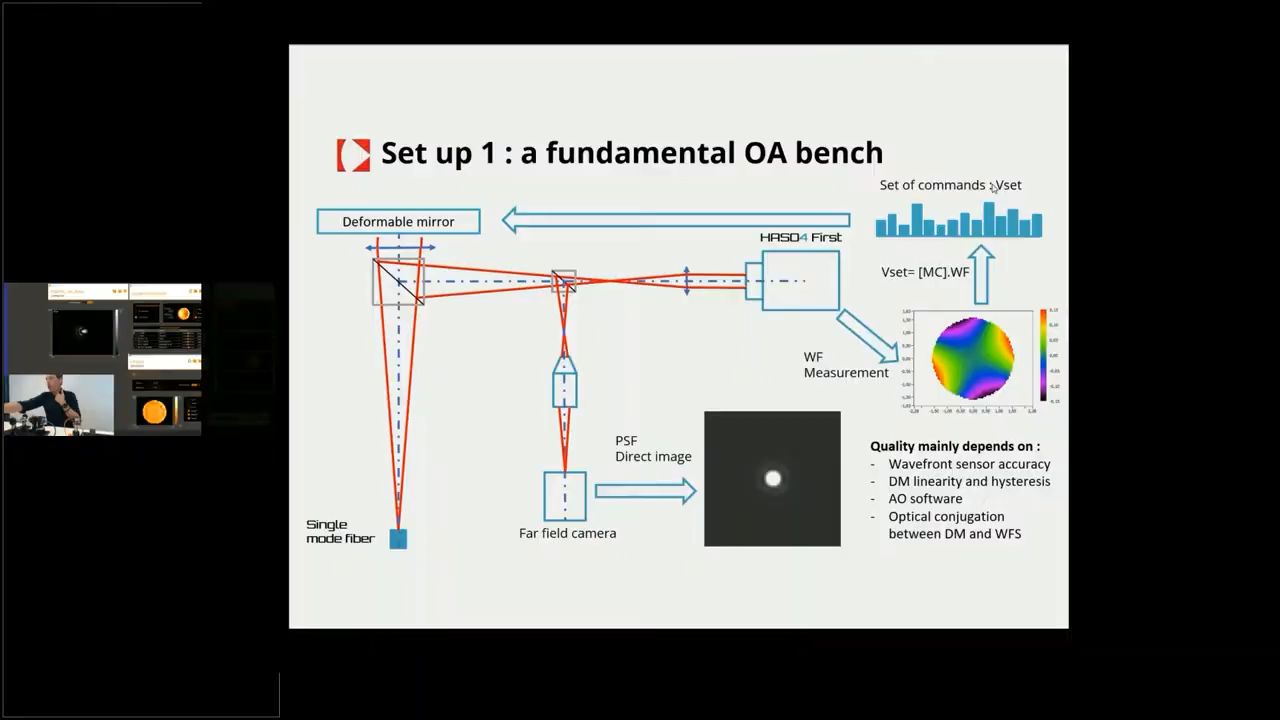 Set up 1 : a fundamental OA bench
Set of commands : Vset
Deformable mirror
HASO4 First
Vset= [MC].WF
WF
Measurement
PSF
Direct image
Quality mainly depends on :
- Wavefront sensor accuracy
- DM linearity and hysteresis
- AO software
- Optical conjugation
between DM and WFS
Single
mode fiber
Far field camera